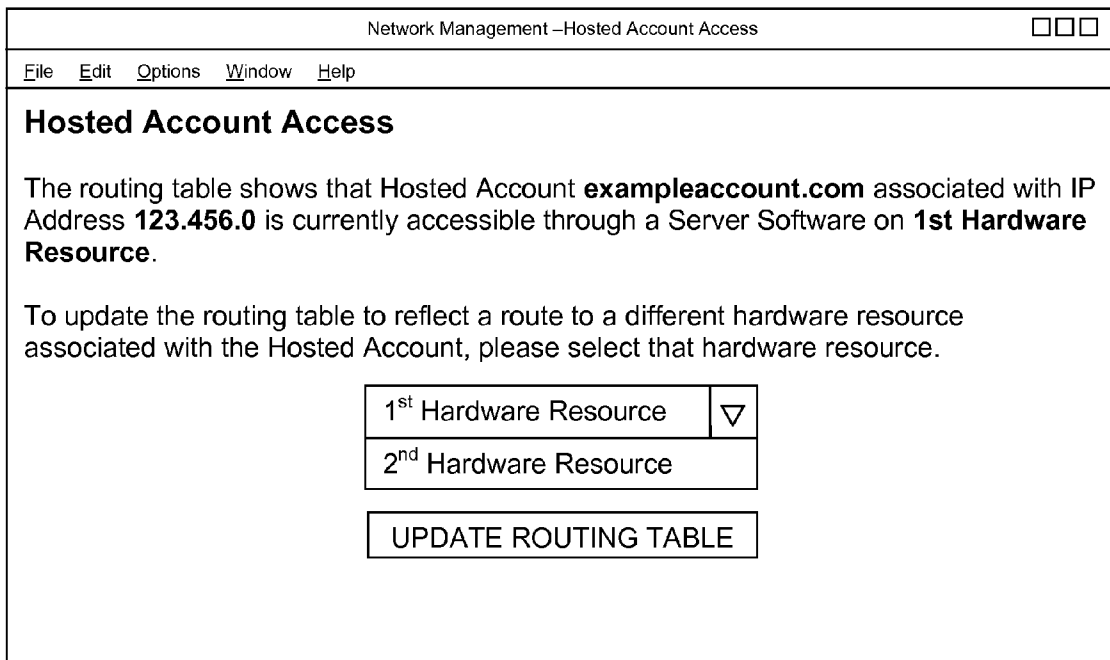 Network Management –Hosted Account Access
File Edit Options Window Help
Hosted Account Access
The routing table shows that Hosted Account exampleaccount.com associated with IP
Address 123.456.0 is currently accessible through a Server Software on 1st Hardware
Resource.
To update the routing table to reflect a route to a different hardware resource
associated with the Hosted Account, please select that hardware resource.
1st Hardware Resource
2nd Hardware Resource
UPDATE ROUTING TABLE